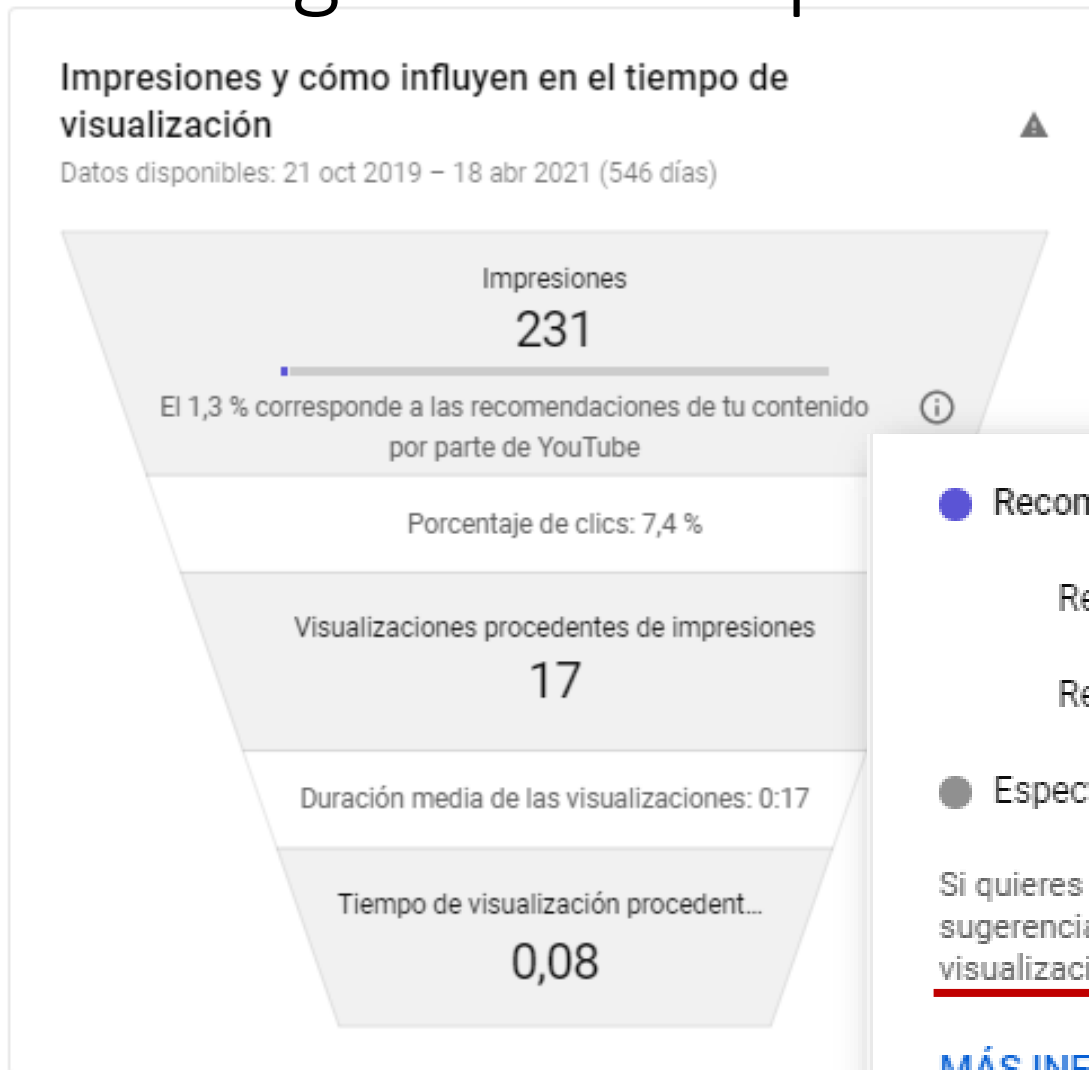 Impresiones y cómo influyen en el tiempo de
visualización
Datos disponibles: 21 oct 2019 – 18 abr 2021 (546 días)
Impresiones
231
El 1,3 % corresponde a las recomendaciones de tu contenido
por parte de YouTube
Porcentaje de clics: 7,4 %
Visualizaciones procedentes de impresiones
17
Duración media de las visualizaciones: 0:17
Tiempo de visualización procedent...
0,08
Si quieres
MÁS